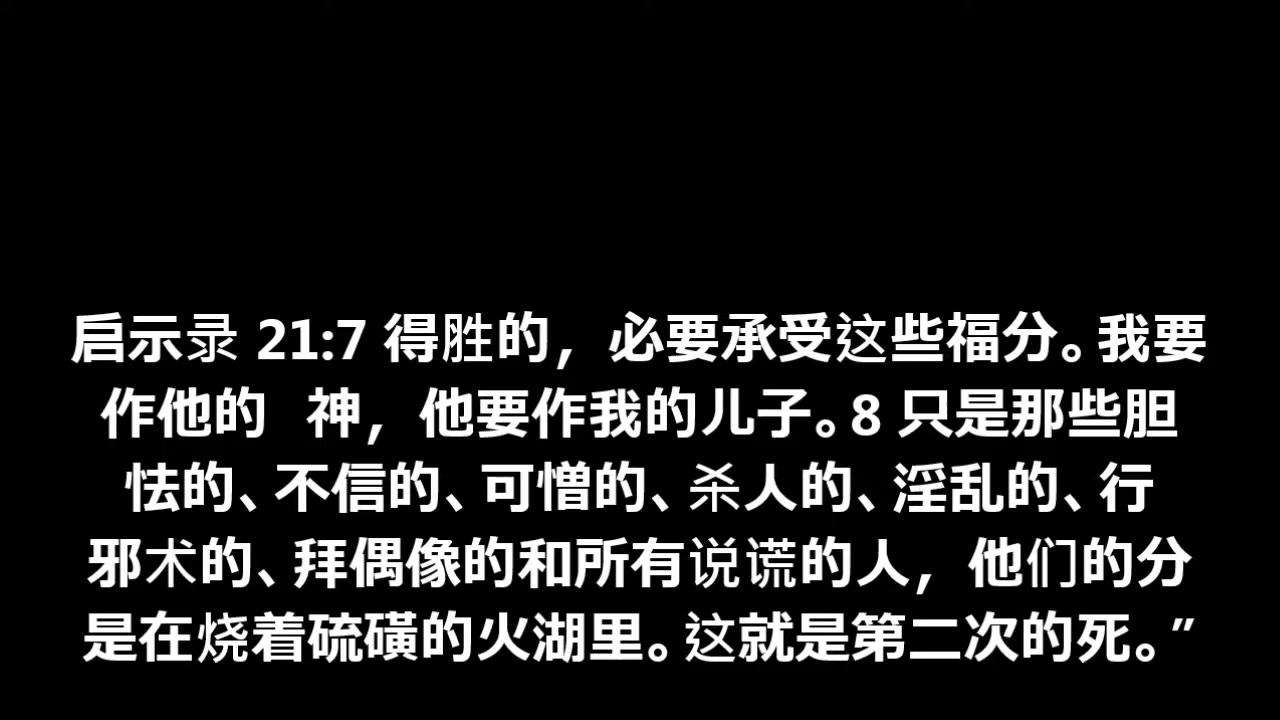 启示录 21:7 得胜的，必要承受这些福分。我要
作他的 神，他要作我的儿子。8 只是那些胆
怯的、不信的、可憎的、杀人的、淫乱的、行
邪术的、拜偶像的和所有说谎的人，他们的分
是在烧着硫磺的火湖里。这就是第二次的死。”